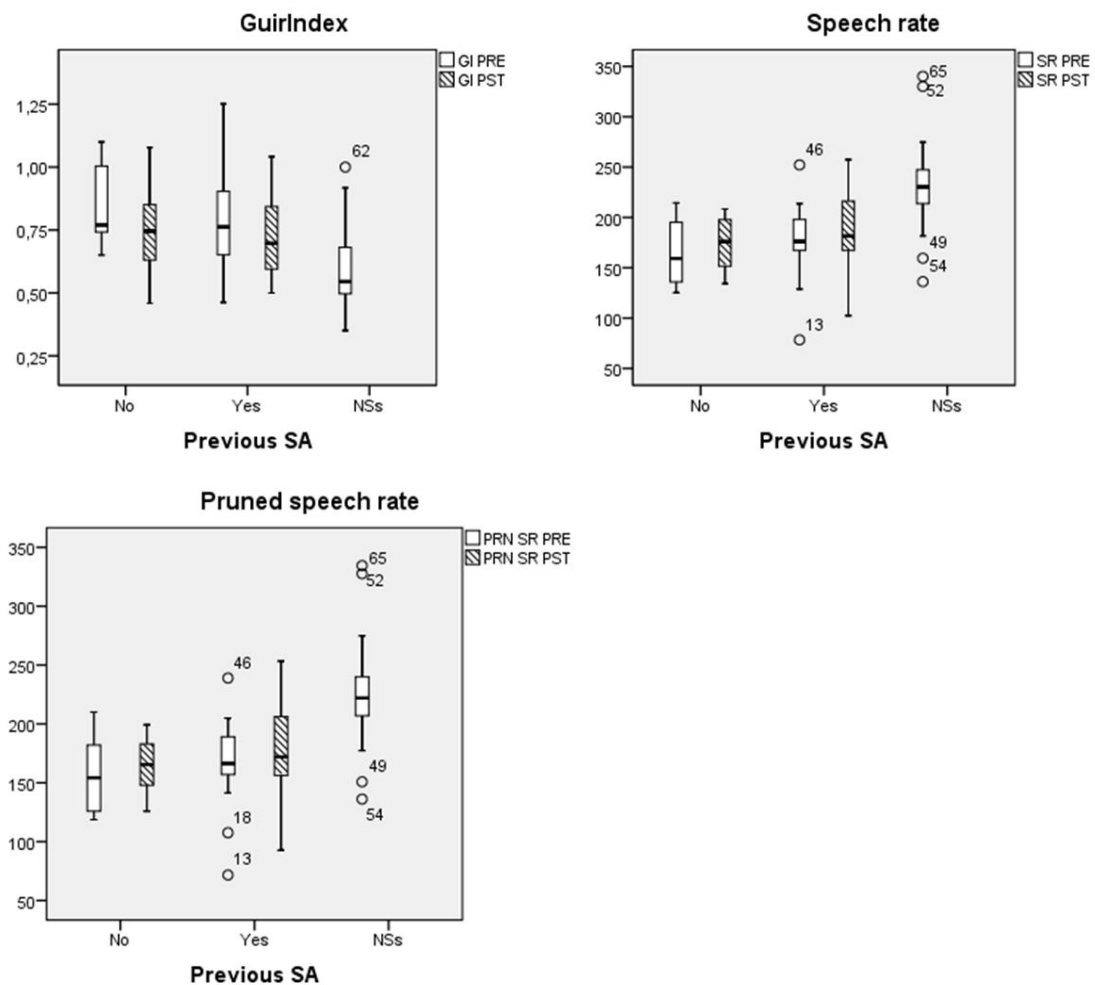 GuirIndex
GI PRE
GI PST
1,25
1,00
0,75
0,50
0,25
62
No Yes NSs
Previous SA
Speech rate
SR PRE
SR PST
350
300
250
200
150
100
50
65
52
46
49
54
13
No Yes NSs
Previous SA
Pruned speech rate
PRN SR PRE
PRN SR PST
350
300
250
200
150
100
50
65
52
46
49
18
54
13
No Yes NSs
Previous SA